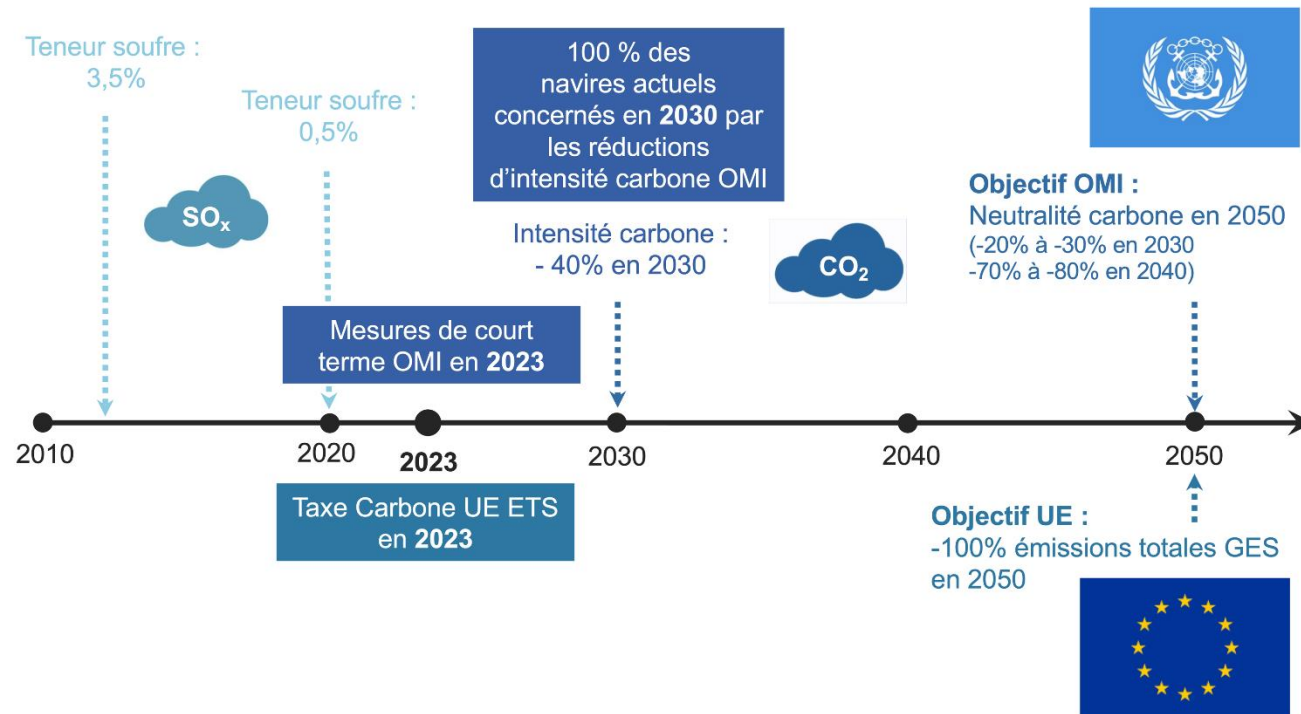 Teneur soufre :
3,5%
Teneur soufre :
0,5%
SOx
100 % des
navires actuels
concernés en 2030 par
les réductions
d'intensité carbone OMI
Intensité carbone :
- 40% en 2030
CO2
Objectif OMI :
Neutralité carbone en 2050
(-20% à -30% en 2030
-70% à -80% en 2040)
Mesures de court
terme OMI en 2023
2010
2020
2023
2030
2040
2050
Taxe Carbone UE ETS
en 2023
Objectif UE :
-100% émissions totales GES
en 2050